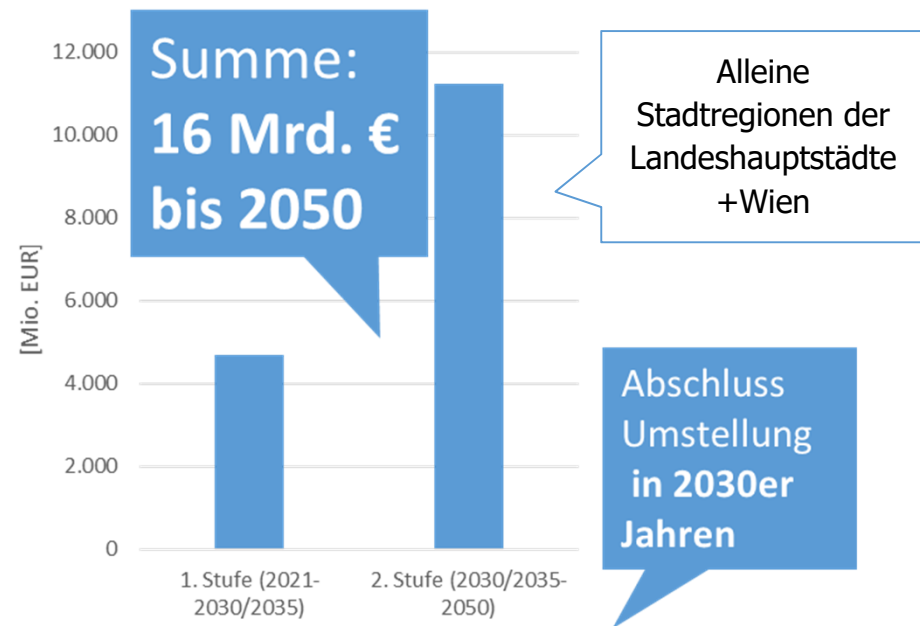 Summe:
16 Mrd. €
bis 2050
Alleine
Stadtregionen der
Landeshauptstädte
+Wien
[Mio. EUR]
12.000
10.000
8.000
6.000
4.000
2.000
0
1. Stufe (2021-
2030/2035)
2. Stufe (2030/2035-
2050)
Abschluss
Umstellung
in 2030er
Jahren